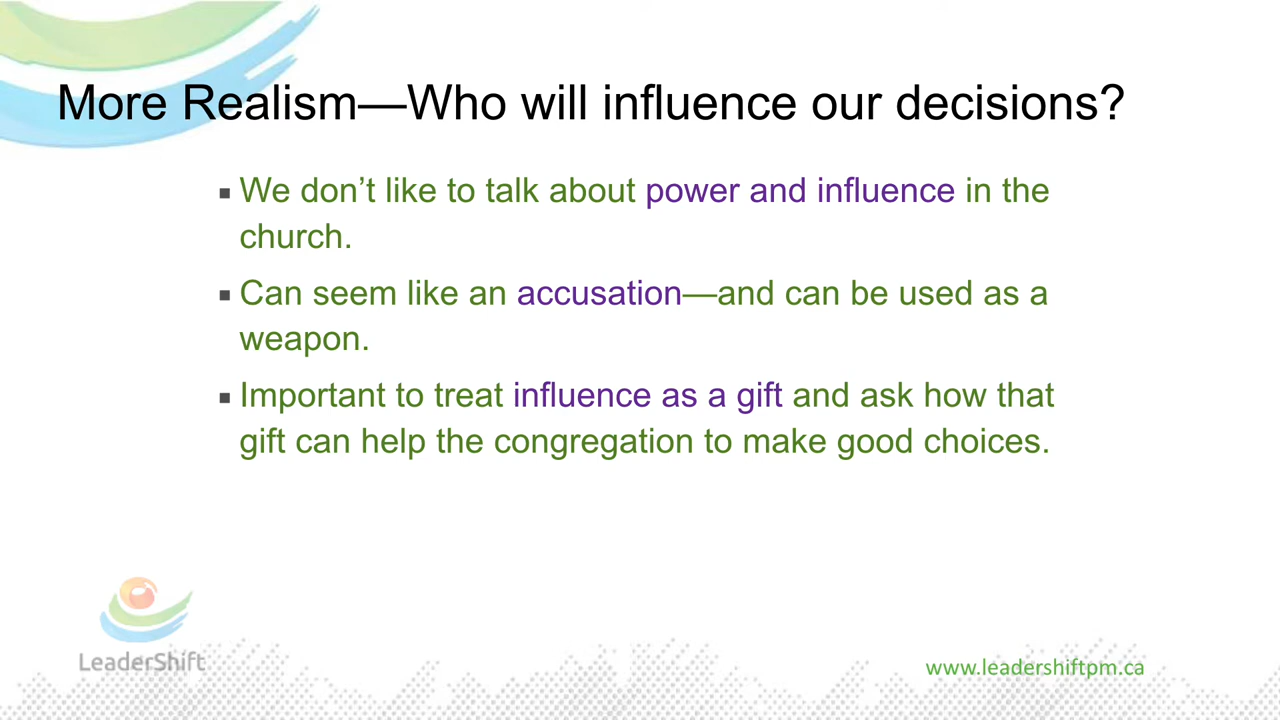 More Realism—Who will influence our decisions?
▪ We don’t like to talk about power and influence in the
church.
▪ Can seem like an accusation—and can be used as a
weapon.
▪ Important to treat influence as a gift and ask how that
gift can help the congregation to make good choices.
LeaderShift
www.leadershiftpm.ca